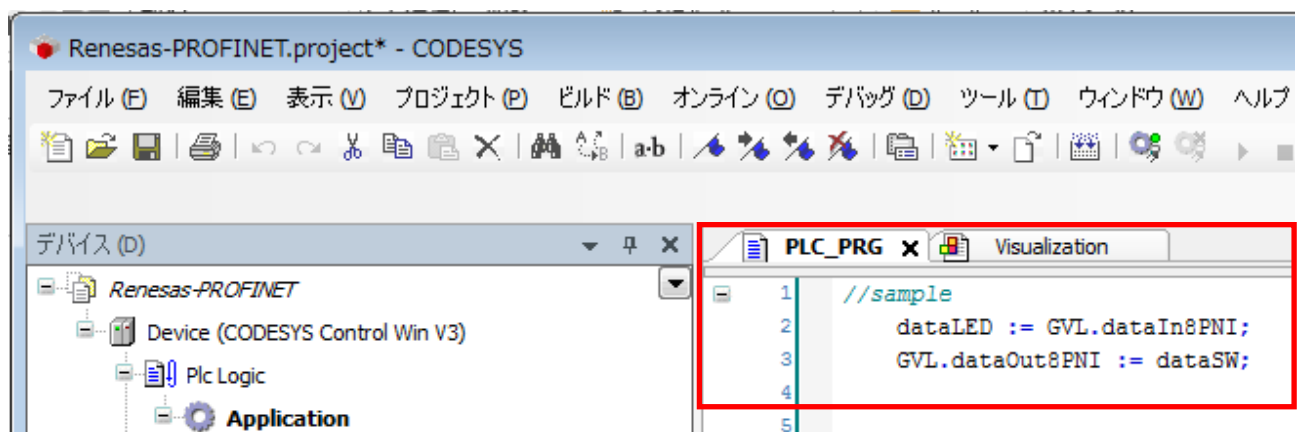 Renesas-PROFINET.project* - CODESYS
ファイル (F) 編集 (E) 表示 (V) プロジェクト (P) ビルド (B) オンライン (O) デバッグ (D) ツール (T) ウィンドウ (W) ヘルプ
a·b
デバイス (D)
PLC_PRG Visualization
Renesas-PROFINET
1 //sample
Device (CODESYS Control Win V3)
2 dataLED := GVL.dataIn8PNI;
3 GVL.dataOut8PNI := dataSW;
Plc Logic
4
Application
5